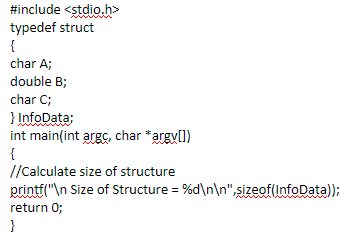 #include <stdio.h>
typedef struct
{
char A;
double B;
char C;
} InfoData;
int main(int argc, char *argv[])
{
//Calculate size of structure
printf("\n Size of Structure = %d\n\n",sizeof(InfoData));
return 0;
}